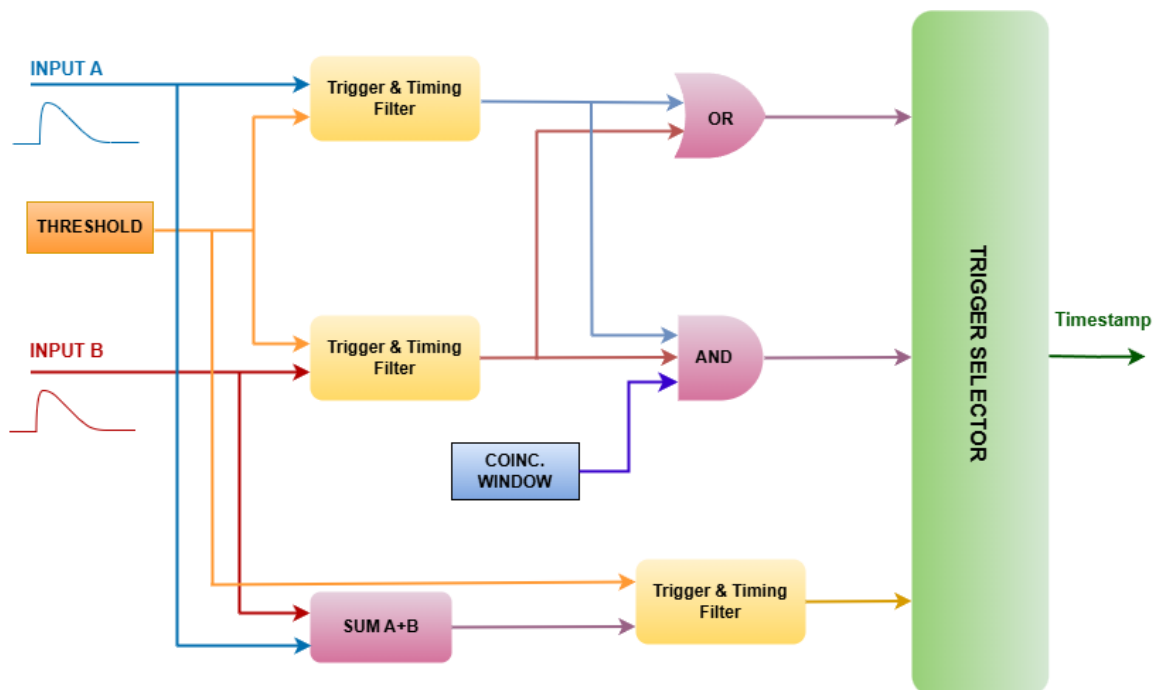 INPUT A
Trigger & Timing
Filter
OR
THRESHOLD
INPUT B
Trigger & Timing
Filter
AND
COINC.
WINDOW
SUM A+B
Trigger & Timing
Filter
TRIGGER SELECTOR
Timestamp